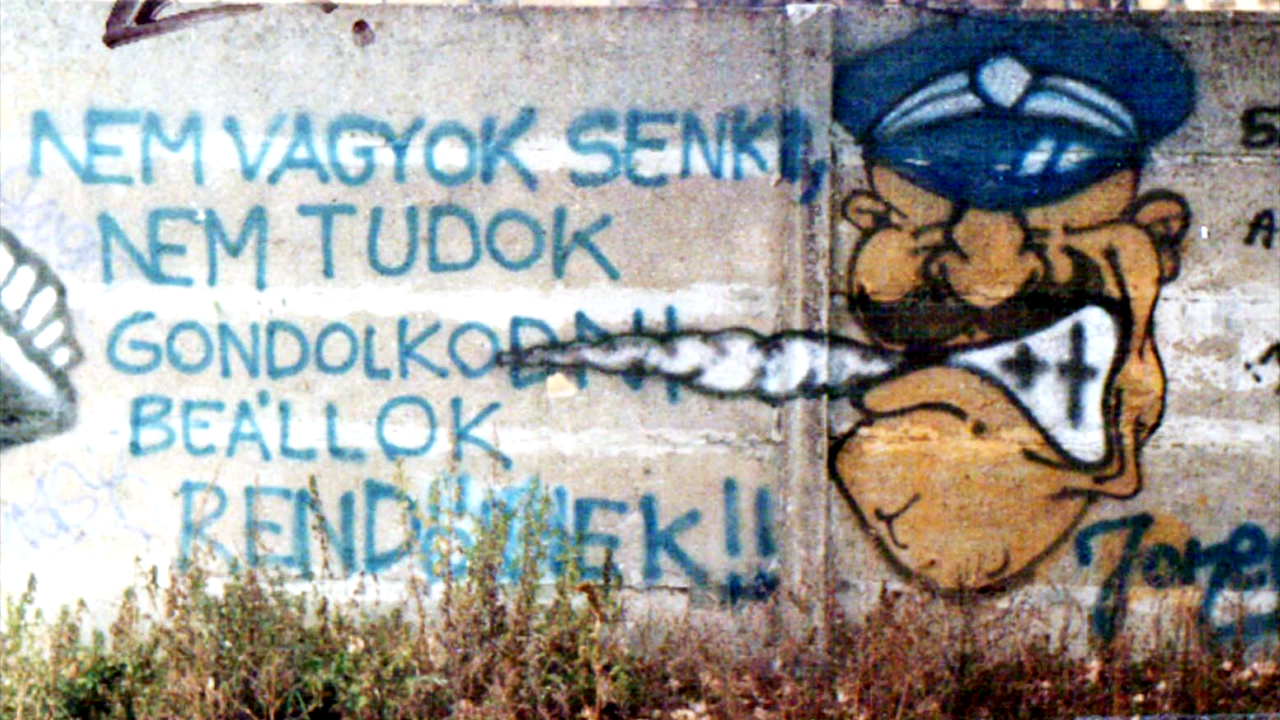 NEM VAGYOK SENKI,
NEM TUDOK
GONDOLKODNI
BEÁLLOK
RENDŐRNEK!!